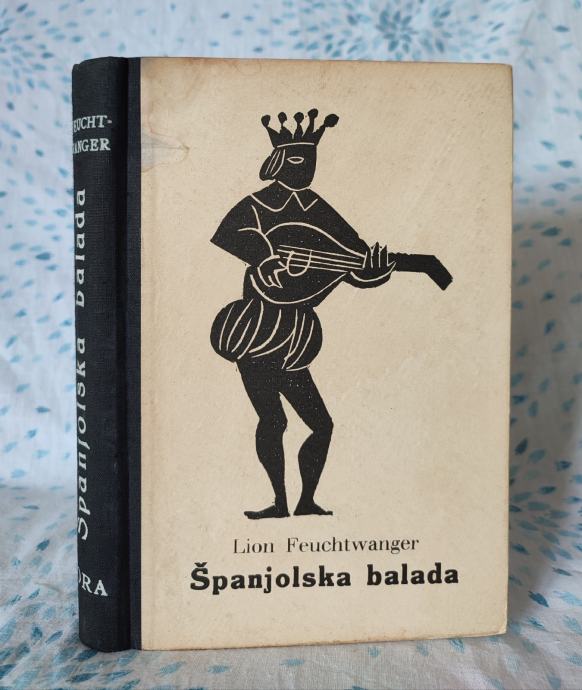 Lion Feuchtwanger
Španjolska balada
FEUCHT-
WANGER
Španjolska balada
ORA